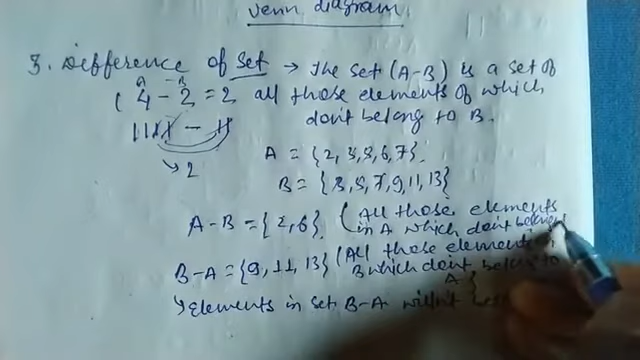 Venn diagram
3. Difference of Set → The set (A-B) is a set of
A - B
( 4 - 2 = 2 all those elements of which
don't belong to B.
1111 - 11
→ 2
A = {2, 3, 5, 6, 7}.
B = {3, 5, 7, 9, 11, 13}
A-B = {2, 6}. (All those elements
in A which don't belong
B-A = {9, 11, 13} (All those elements
B which don't belong to
A }
→ Elements in set B-A will n't